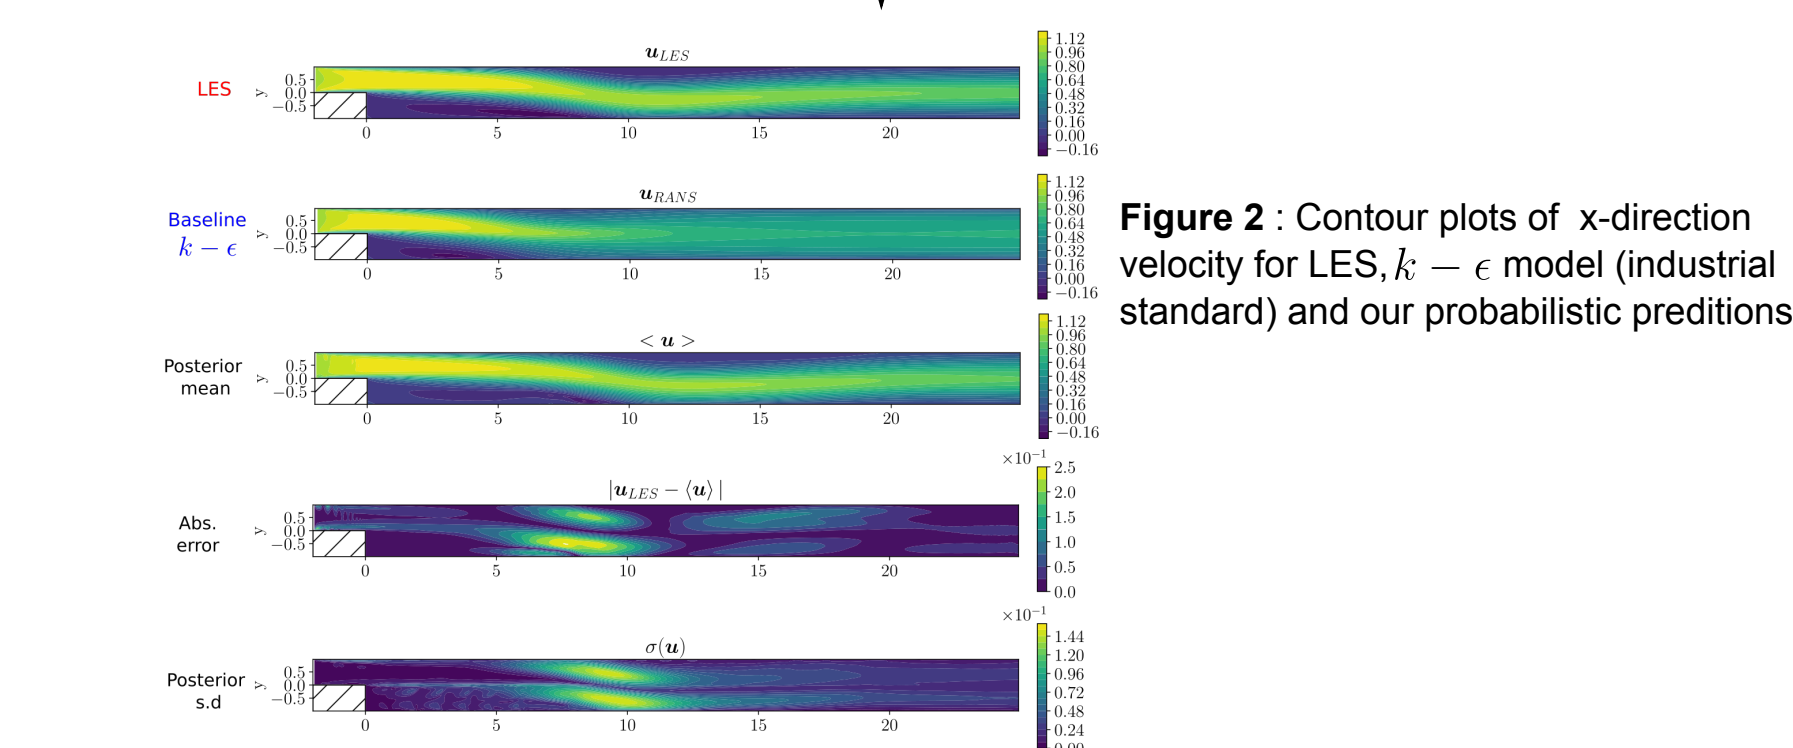 u_LES
LES
y
0.5
0.0
−0.5
0 5 10 15 20
1.12
0.96
0.80
0.64
0.48
0.32
0.16
0.00
−0.16
u_RANS
Baseline
k − ϵ
y
0.5
0.0
−0.5
0 5 10 15 20
1.12
0.96
0.80
0.64
0.48
0.32
0.16
0.00
−0.16
Figure 2 : Contour plots of x-direction
velocity for LES, k − ϵ model (industrial
standard) and our probabilistic preditions
< u >
Posterior
mean
y
0.5
0.0
−0.5
0 5 10 15 20
1.12
0.96
0.80
0.64
0.48
0.32
0.16
0.00
−0.16
|u_LES − ⟨u⟩|
Abs.
error
y
0.5
0.0
−0.5
0 5 10 15 20
×10⁻¹
2.5
2.0
1.5
1.0
0.5
0.0
σ(u)
Posterior
s.d
y
0.5
0.0
−0.5
0 5 10 15 20
×10⁻¹
1.44
1.20
0.96
0.72
0.48
0.24